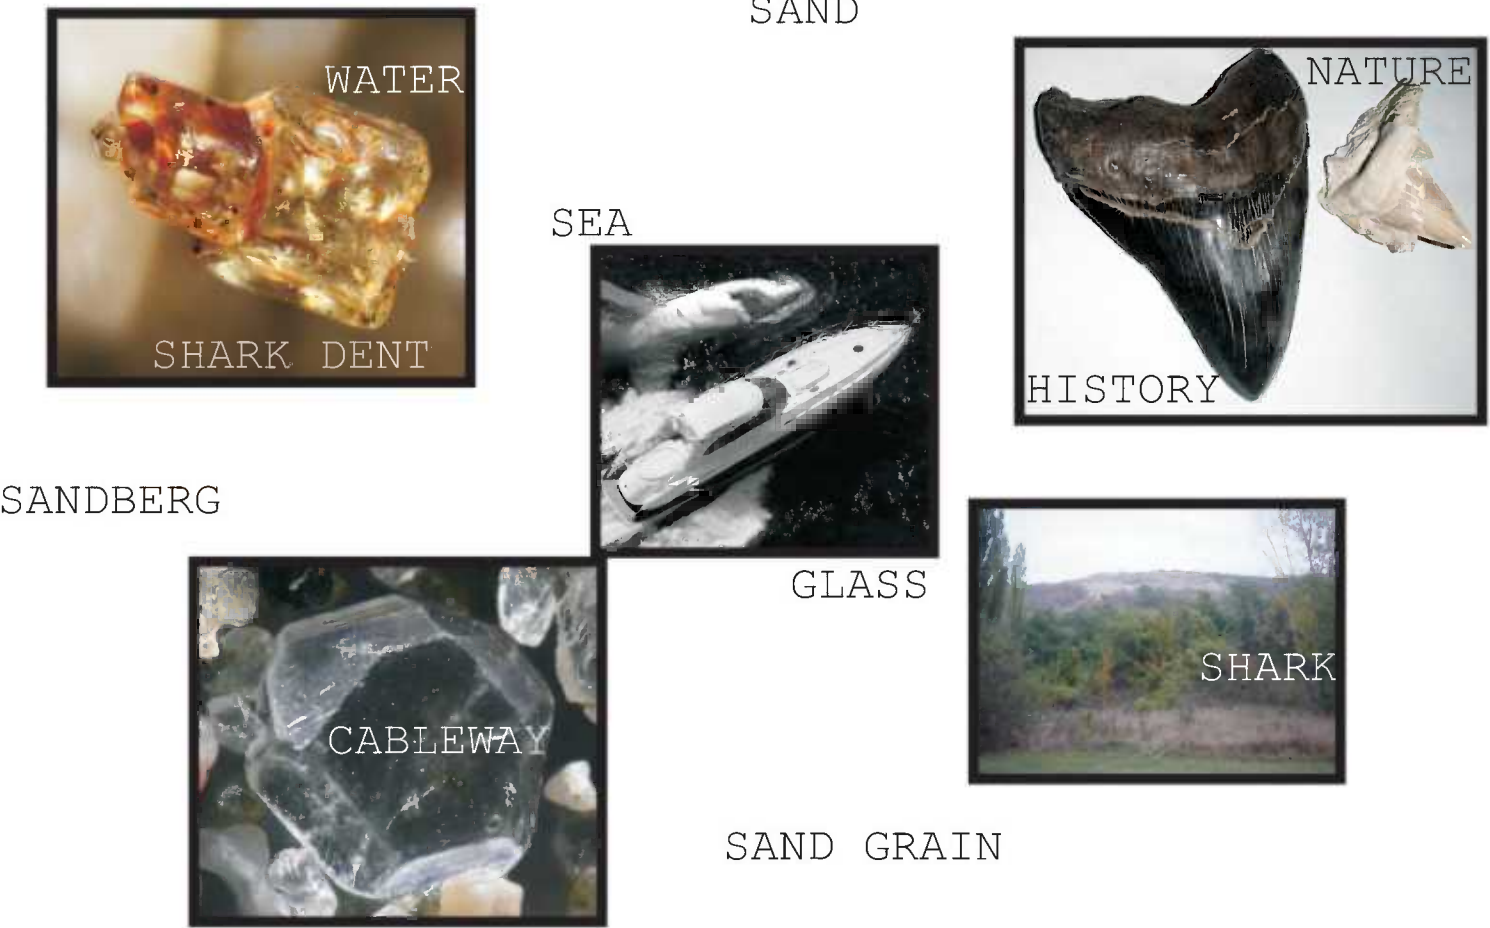 SAND
WATER
NATURE
SEA
SHARK DENT
HISTORY
SANDBERG
GLASS
SHARK
CABLEWAY
SAND GRAIN